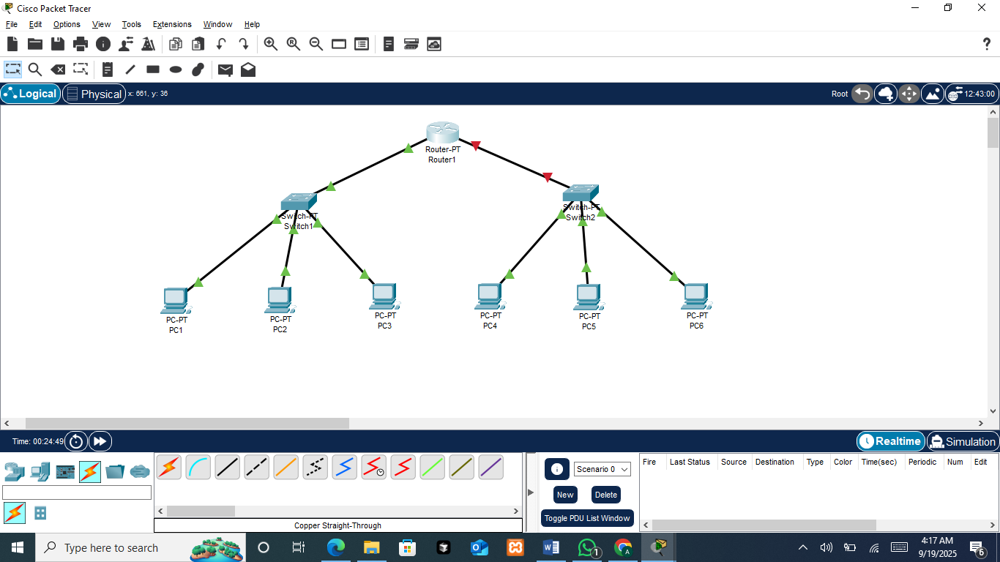 Cisco Packet Tracer
File Edit Options View Tools Extensions Window Help
Logical Physical x: 661, y: 36 Root 12:43:00
Router-PT
Router1
Switch-PT
Switch1
Switch-PT
Switch2
PC-PT
PC1
PC-PT
PC2
PC-PT
PC3
PC-PT
PC4
PC-PT
PC5
PC-PT
PC6
Time: 00:24:49 Realtime Simulation
Scenario 0
New Delete
Toggle PDU List Window
Fire Last Status Source Destination Type Color Time(sec) Periodic Num Edit
Copper Straight-Through
Type here to search
4:17 AM
9/19/2025
1
6